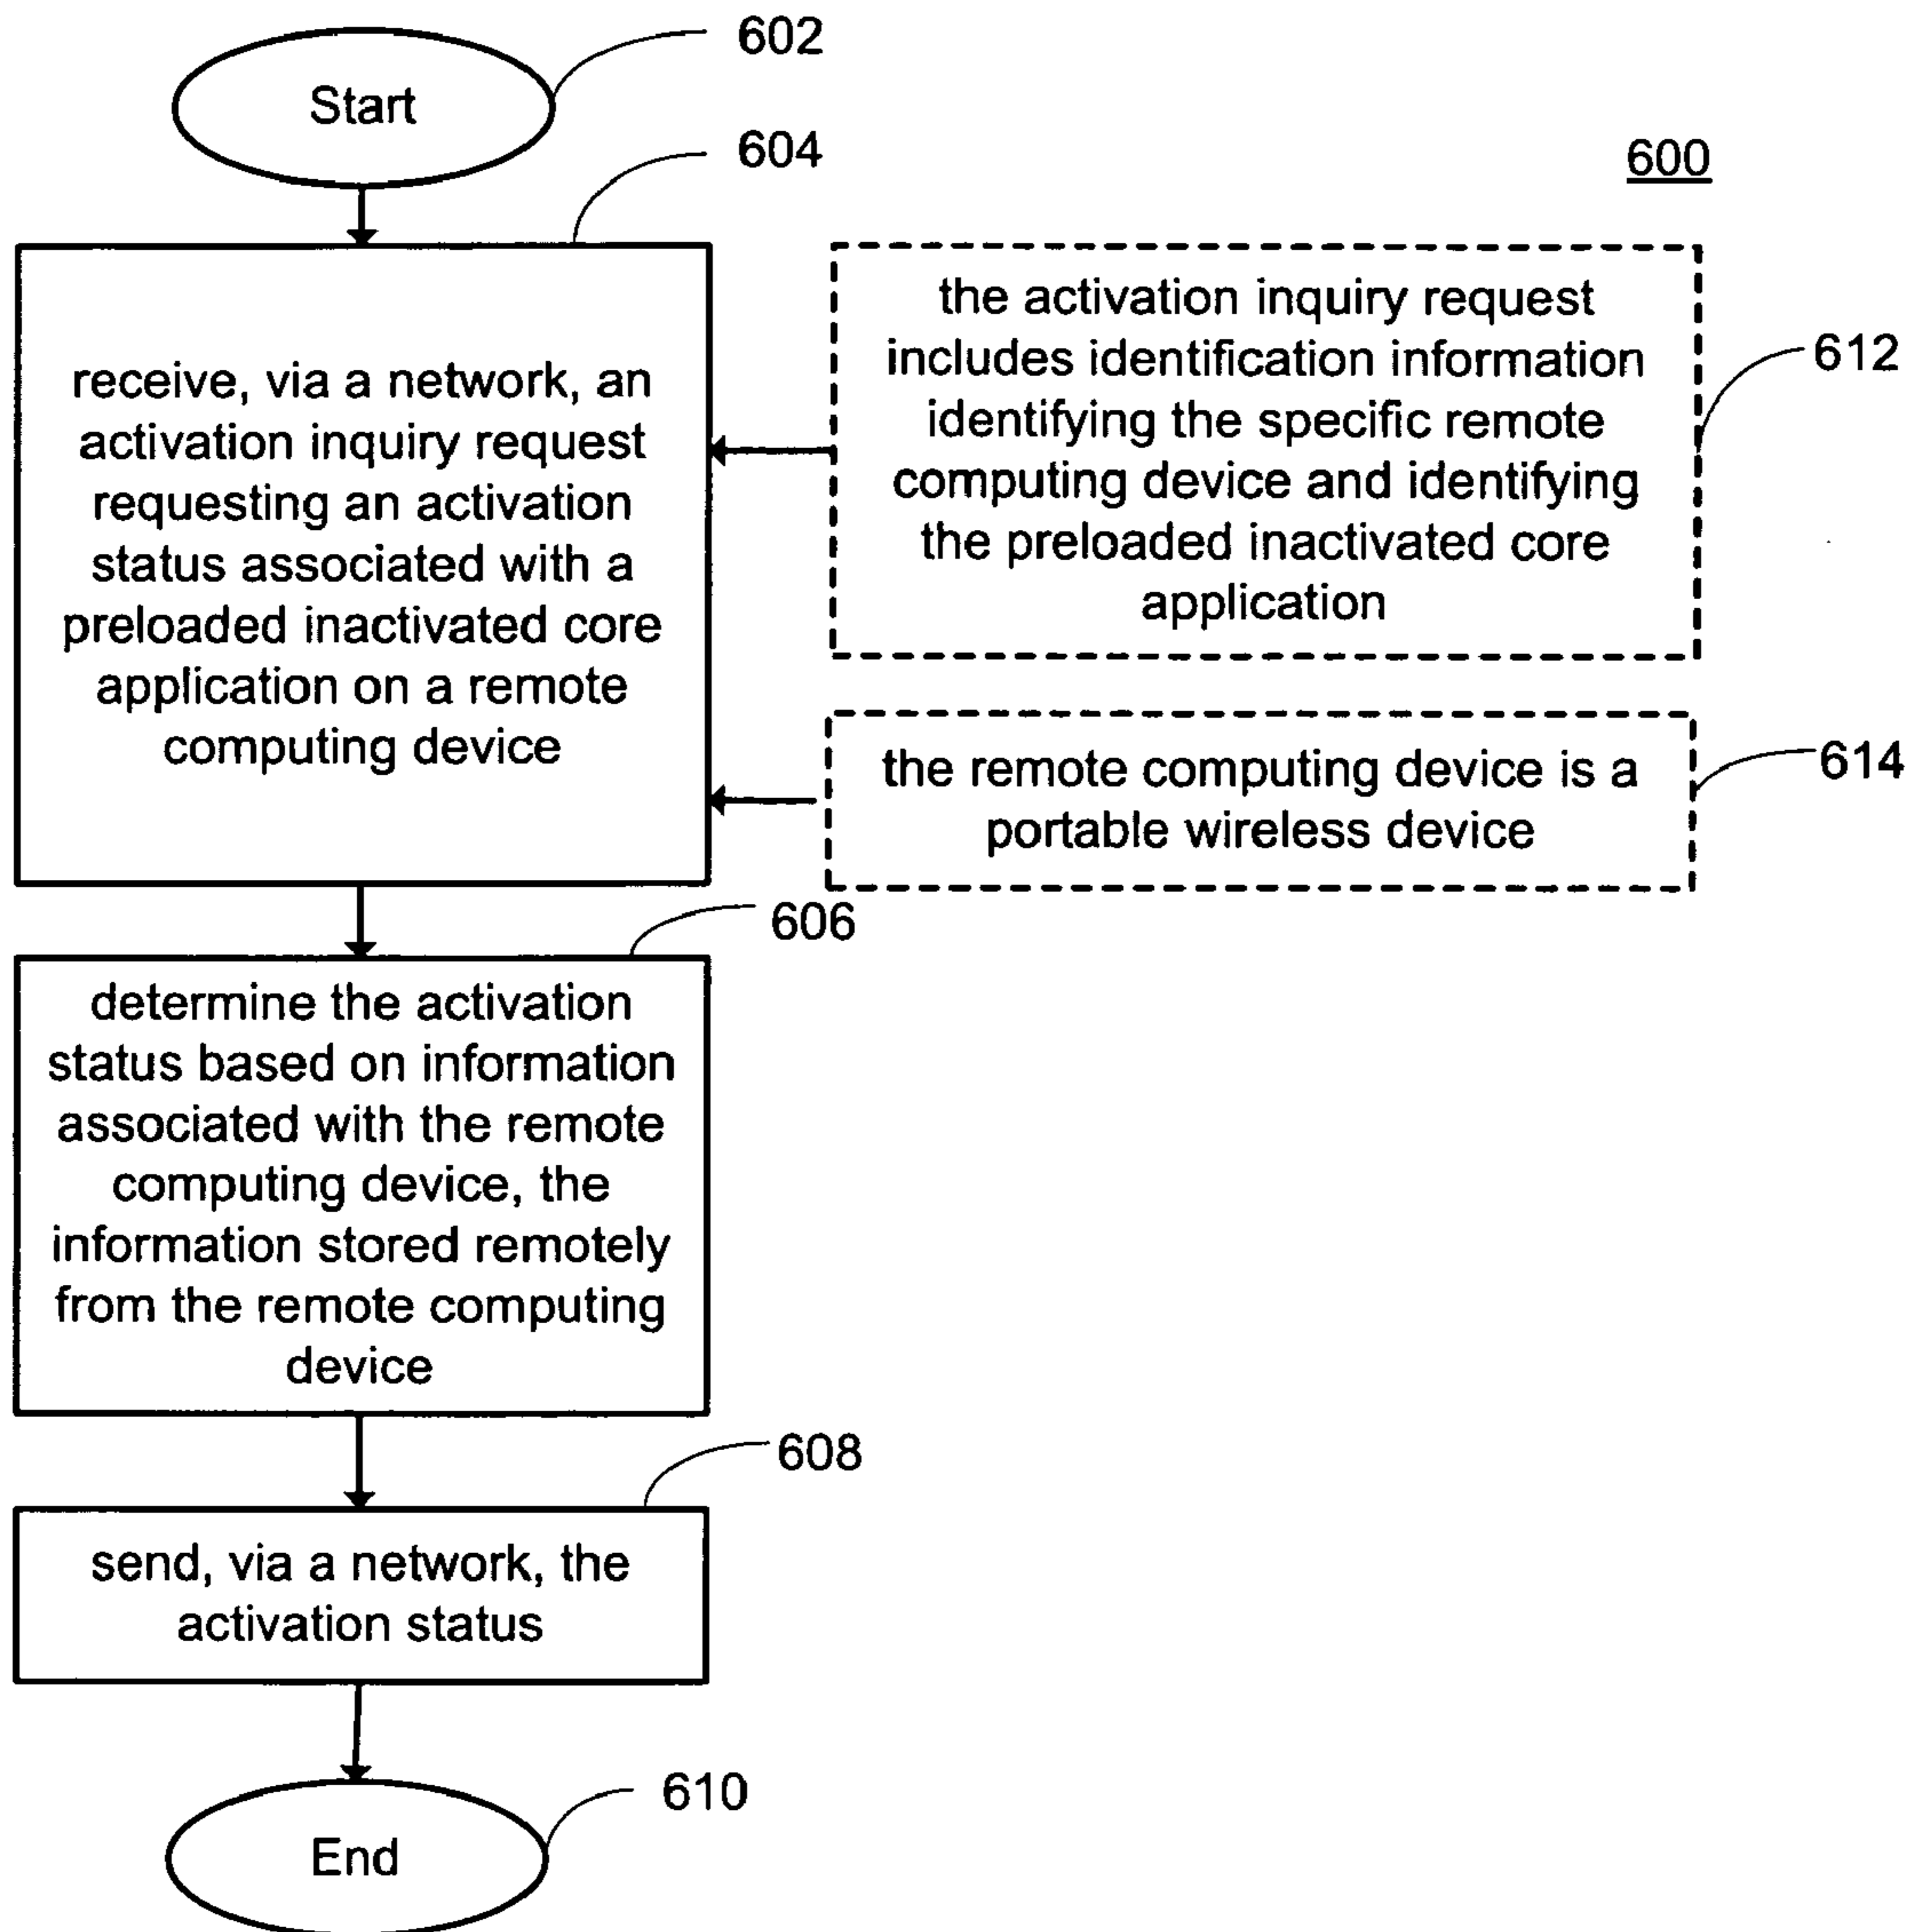 602
Start
604
600
receive, via a network, an
activation inquiry request
requesting an activation
status associated with a
preloaded inactivated core
application on a remote
computing device
the activation inquiry request
includes identification information
identifying the specific remote
computing device and identifying
the preloaded inactivated core
application
612
the remote computing device is a
portable wireless device
614
606
determine the activation
status based on information
associated with the remote
computing device, the
information stored remotely
from the remote computing
device
608
send, via a network, the
activation status
610
End